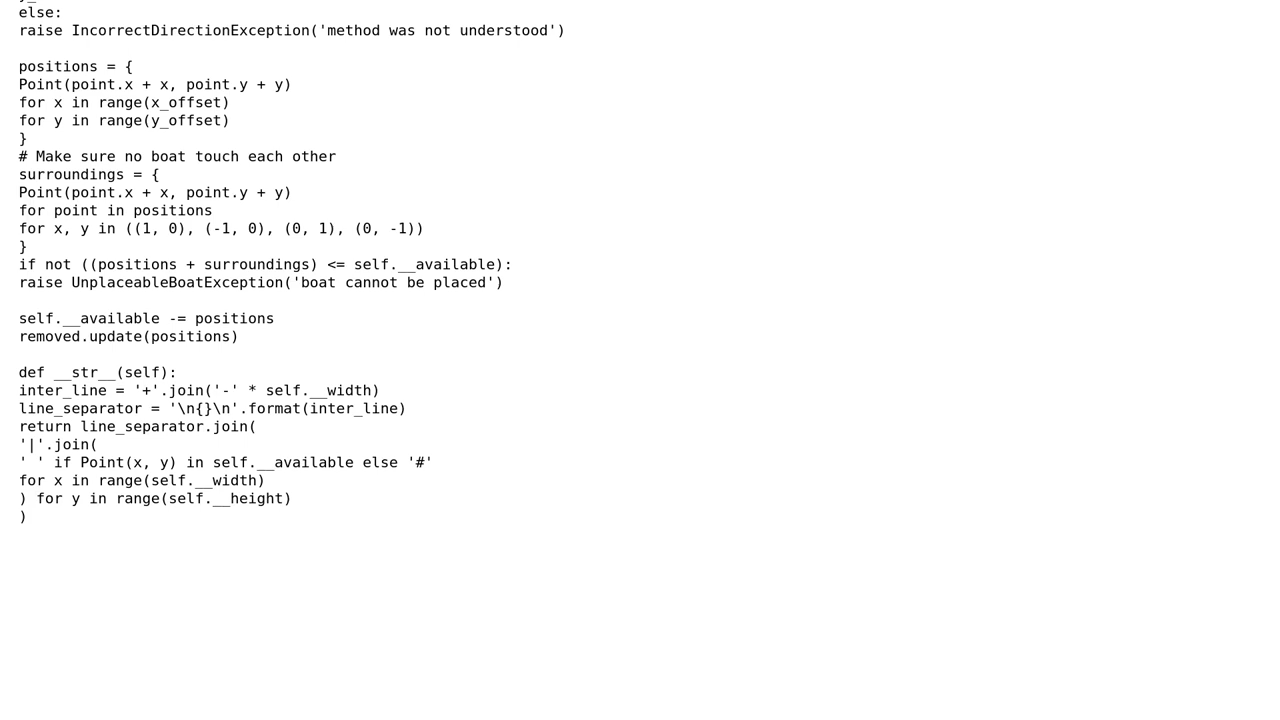 else:
raise IncorrectDirectionException('method was not understood')
positions = {
Point(point.x + x, point.y + y)
for x in range(x_offset)
for y in range(y_offset)
}
# Make sure no boat touch each other
surroundings = {
Point(point.x + x, point.y + y)
for point in positions
for x, y in ((1, 0), (-1, 0), (0, 1), (0, -1))
}
if not ((positions + surroundings) <= self.__available):
raise UnplaceableBoatException('boat cannot be placed')
self.__available -= positions
removed.update(positions)
def __str__(self):
inter_line = '+'.join('-' * self.__width)
line_separator = '\n{}\n'.format(inter_line)
return line_separator.join(
'|'.join(
' ' if Point(x, y) in self.__available else '#'
for x in range(self.__width)
) for y in range(self.__height)
)